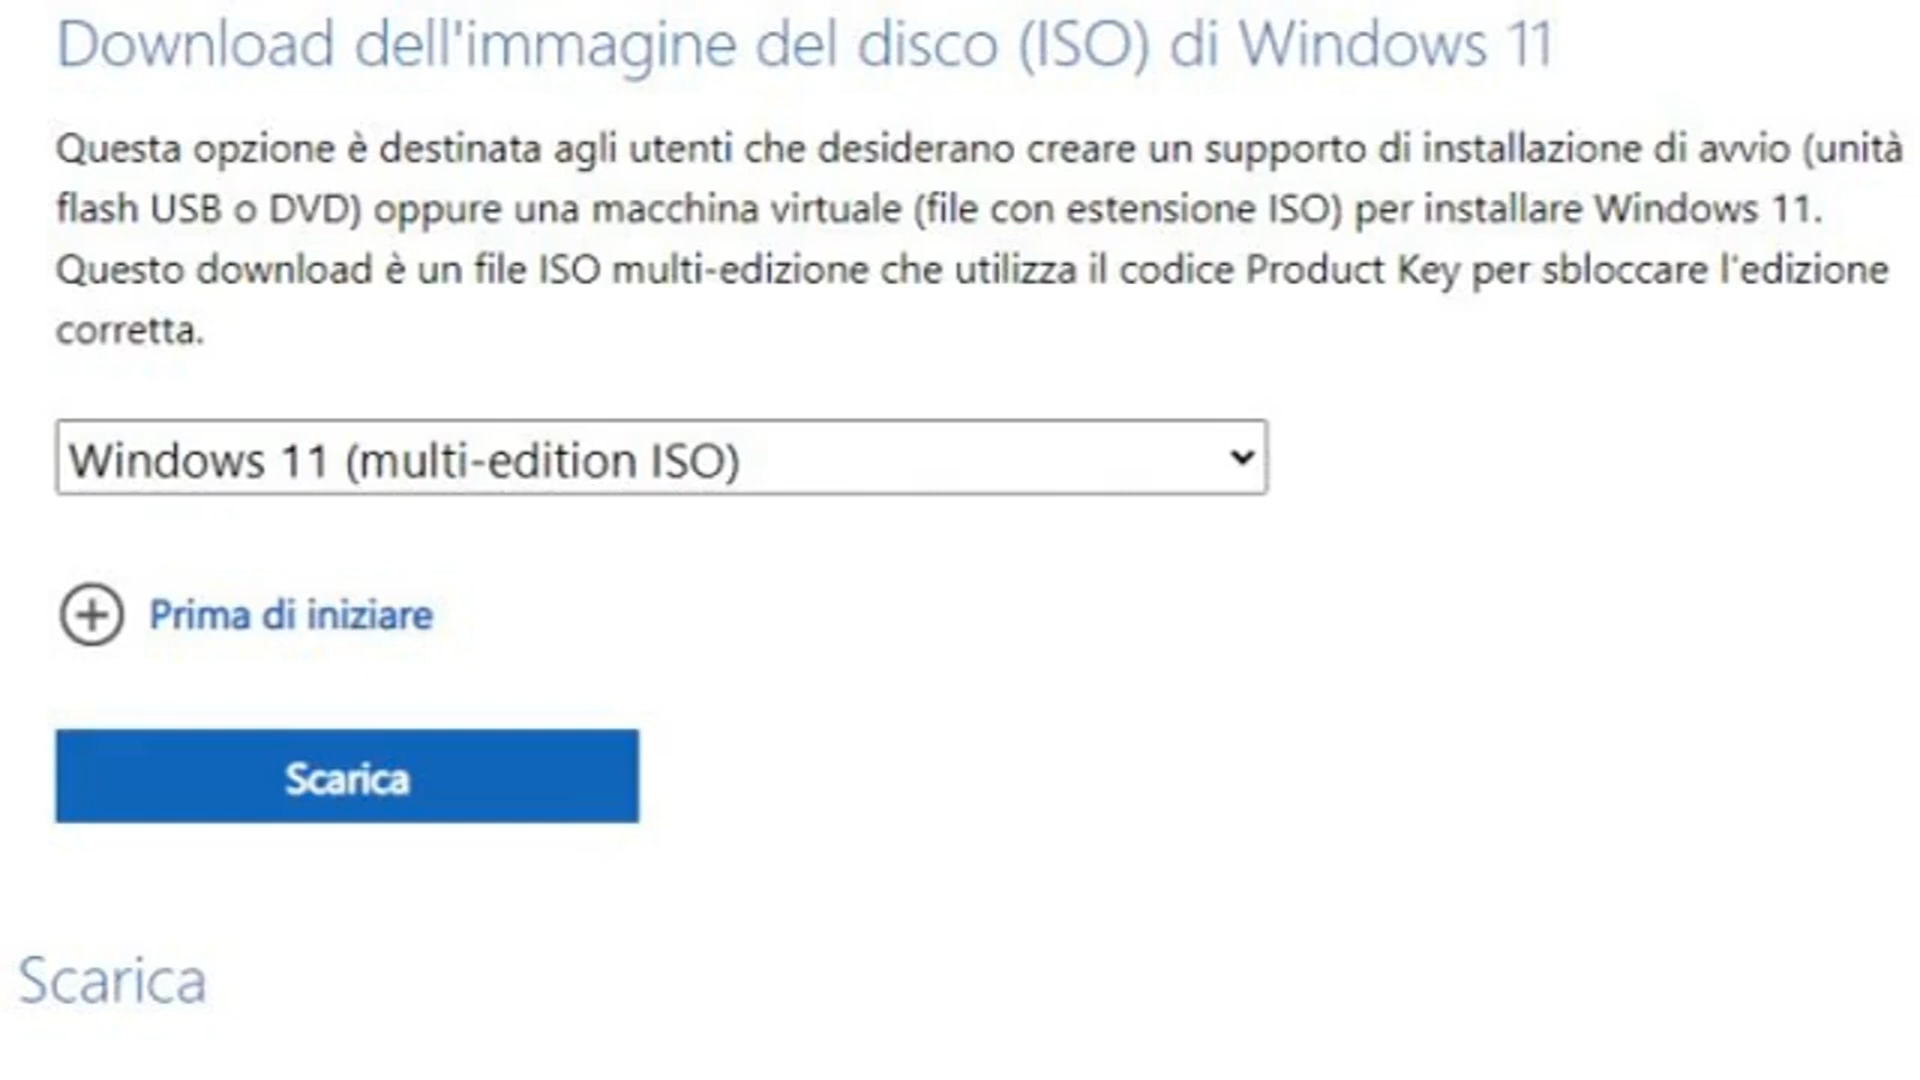 Download dell'immagine del disco (ISO) di Windows 11
Questa opzione è destinata agli utenti che desiderano creare un supporto di installazione di avvio (unità
flash USB o DVD) oppure una macchina virtuale (file con estensione ISO) per installare Windows 11.
Questo download è un file ISO multi-edizione che utilizza il codice Product Key per sbloccare l'edizione
corretta.
Windows 11 (multi-edition ISO)
Prima di iniziare
Scarica
Scarica